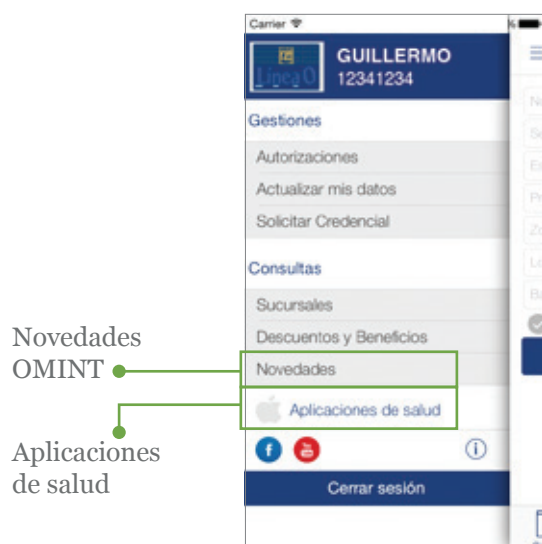 Carrier
GUILLERMO
12341234
Línea O
Gestiones
Autorizaciones
Actualizar mis datos
Solicitar Credencial
Consultas
Sucursales
Descuentos y Beneficios
Novedades
Aplicaciones de salud
Cerrar sesión
Novedades
OMINT
Aplicaciones
de salud